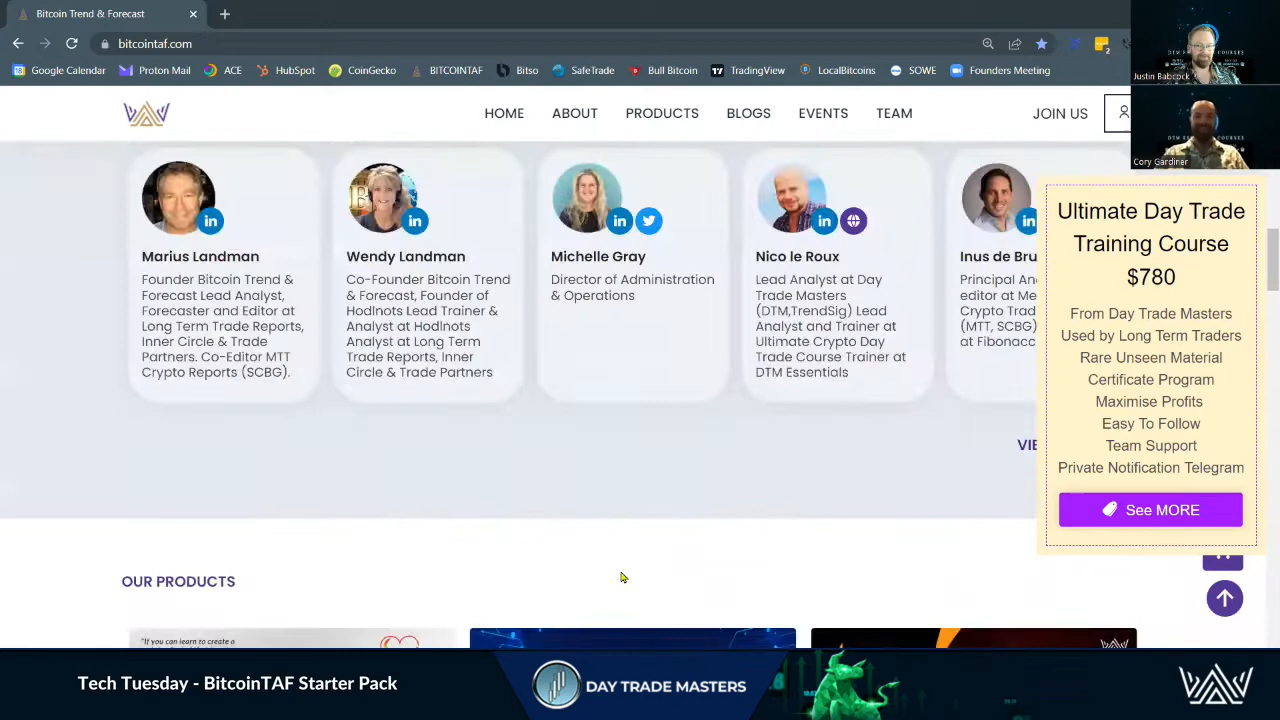 Bitcoin Trend & Forecast
bitcointaf.com
Google Calendar
Proton Mail
ACE
HubSpot
CoinGecko
BITCOIN
BitSo
SafeTrade
Bull Bitcoin
TradingView
LocalBitcoins
SCWE
Founders Meeting
Justin Babcock
Cory Gardiner
HOME
ABOUT
PRODUCTS
BLOGS
EVENTS
TEAM
JOIN US
Marius Landman
Founder Bitcoin Trend &
Forecast Lead Analyst,
Forecaster and Editor at
Long Term Trade Reports,
Inner Circle & Trade
Partners. Co-Editor MTT
Crypto Reports (SCBG).
Wendy Landman
Co-Founder Bitcoin Trend
& Forecast, Founder of
Hodlnots Lead Trainer &
Analyst at Hodlnots
Analyst at Long Term
Trade Reports, Inner
Circle & Trade Partners
Michelle Gray
Director of Administration
& Operations
Nico le Roux
Lead Analyst at Day
Trade Masters
(DTM,TrendSig) Lead
Analyst and Trainer at
Ultimate Crypto Day
Trade Course Trainer at
DTM Essentials
Inus de Bru
Principal An
editor at Me
Crypto Trad
(MTT, SCBG)
at Fibonacc
VIE
Ultimate Day Trade
Training Course
$780
From Day Trade Masters
Used by Long Term Traders
Rare Unseen Material
Certificate Program
Maximise Profits
Easy To Follow
Team Support
Private Notification Telegram
See MORE
OUR PRODUCTS
"If you can learn to create a
Tech Tuesday - BitcoinTAF Starter Pack
DAY TRADE MASTERS